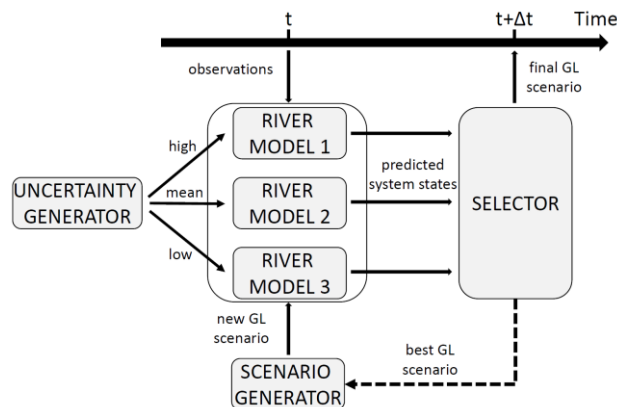 t
t+Δt
Time
observations
final GL
scenario
RIVER
MODEL 1
high
UNCERTAINTY
GENERATOR
mean
RIVER
MODEL 2
predicted
system states
SELECTOR
low
RIVER
MODEL 3
new GL
scenario
SCENARIO
GENERATOR
best GL
scenario